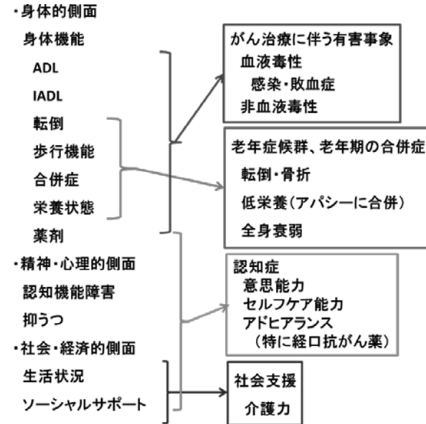 ・身体的側面
身体機能
ADL
IADL
転倒
歩行機能
合併症
栄養状態
薬剤
・精神・心理的側面
認知機能障害
抑うつ
・社会・経済的側面
生活状況
ソーシャルサポート
がん治療に伴う有害事象
血液毒性
感染・敗血症
非血液毒性
老年症候群、老年期の合併症
転倒・骨折
低栄養(アパシーに合併)
全身衰弱
認知症
意思能力
セルフケア能力
アドヒアランス
(特に経口抗がん薬)
社会支援
介護力